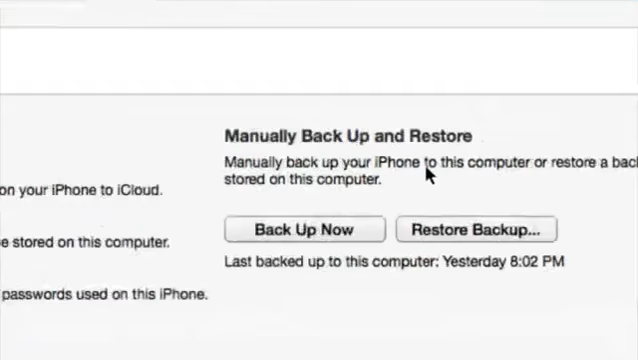 Manually Back Up and Restore
Manually back up your iPhone to this computer or restore a back
stored on this computer.
on your iPhone to iCloud.
Back Up Now
Restore Backup...
e stored on this computer.
Last backed up to this computer: Yesterday 8:02 PM
passwords used on this iPhone.